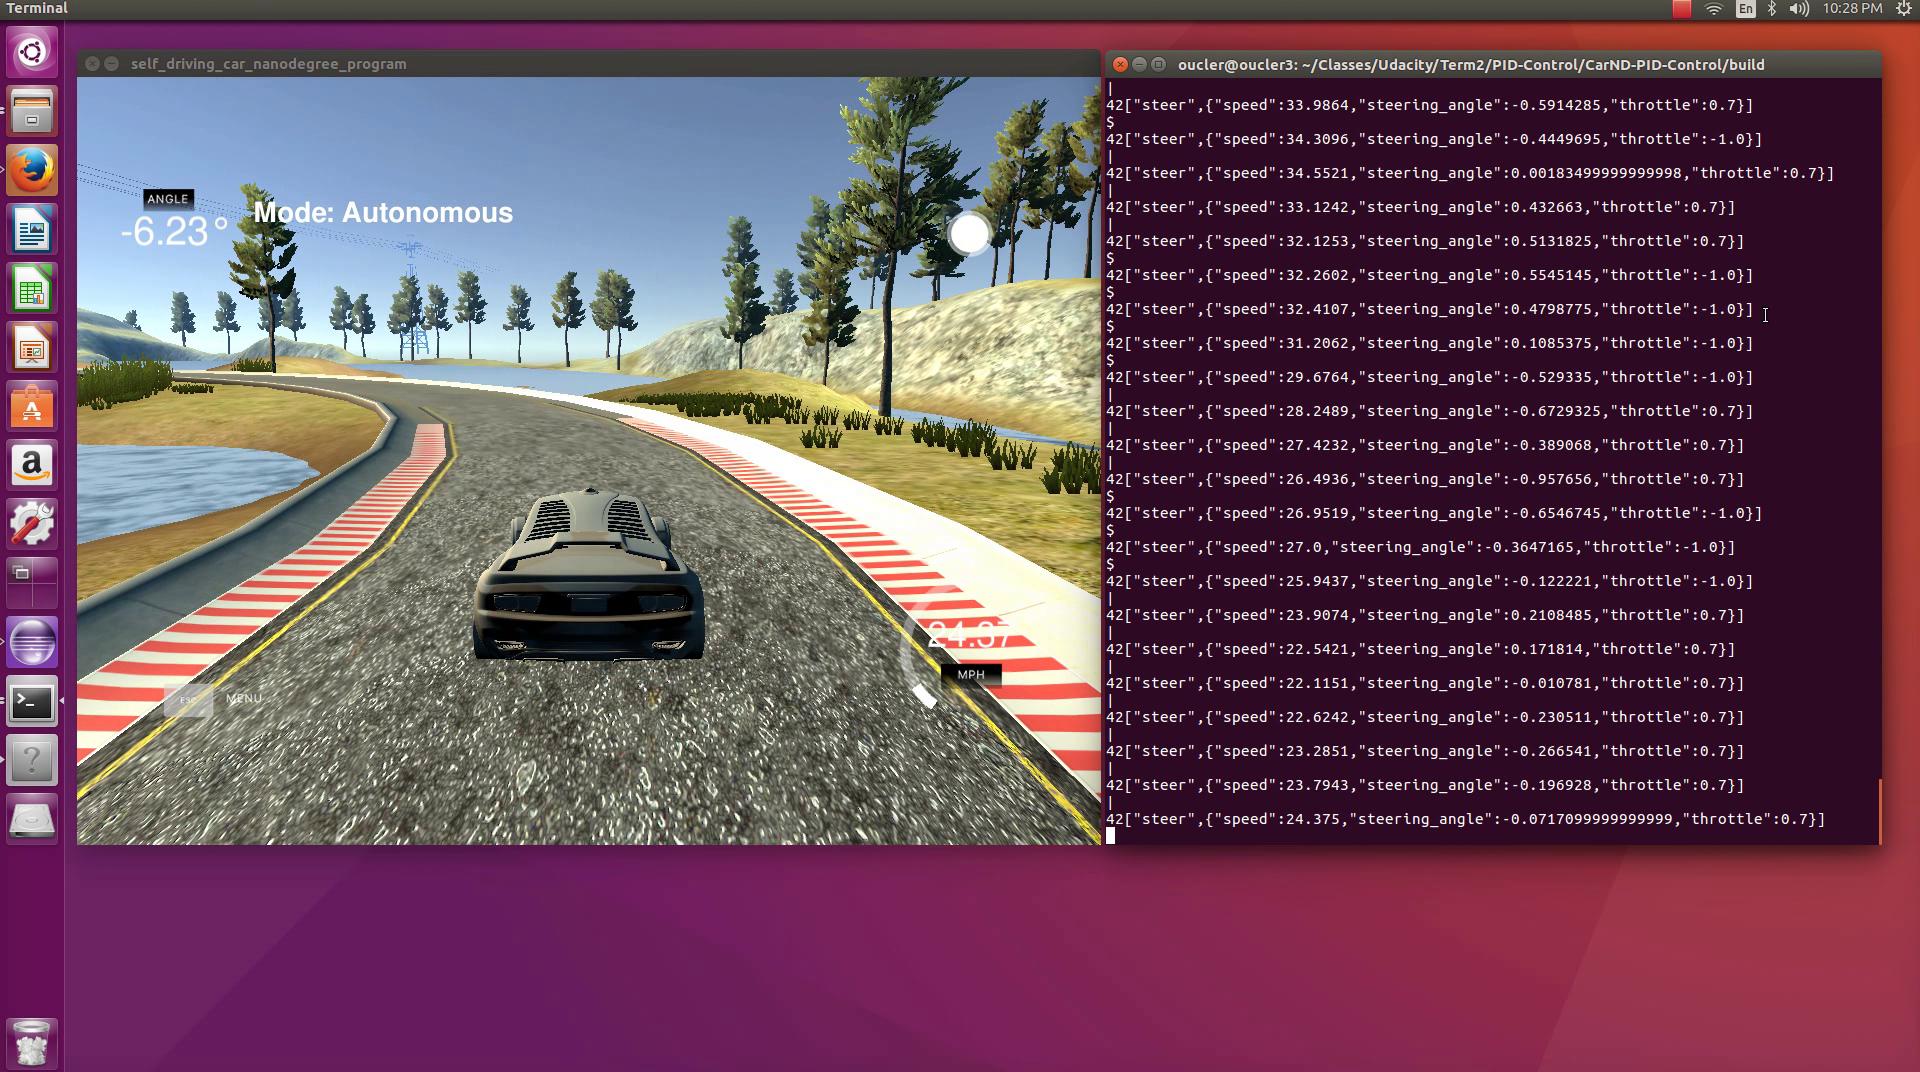 Terminal
En
10:28 PM
self_driving_car_nanodegree_program
ANGLE
-6.23°
Mode: Autonomous
24.37
MPH
ESC
MENU
oucler@oucler3: ~/Classes/Udacity/Term2/PID-Control/CarND-PID-Control/build
|
42["steer",{"speed":33.9864,"steering_angle":-0.5914285,"throttle":0.7}]
$
42["steer",{"speed":34.3096,"steering_angle":-0.4449695,"throttle":-1.0}]
|
42["steer",{"speed":34.5521,"steering_angle":0.00183499999999998,"throttle":0.7}]
|
42["steer",{"speed":33.1242,"steering_angle":0.432663,"throttle":0.7}]
|
42["steer",{"speed":32.1253,"steering_angle":0.5131825,"throttle":0.7}]
$
42["steer",{"speed":32.2602,"steering_angle":0.5545145,"throttle":-1.0}]
$
42["steer",{"speed":32.4107,"steering_angle":0.4798775,"throttle":-1.0}]
$
42["steer",{"speed":31.2062,"steering_angle":0.1085375,"throttle":-1.0}]
$
42["steer",{"speed":29.6764,"steering_angle":-0.529335,"throttle":-1.0}]
|
42["steer",{"speed":28.2489,"steering_angle":-0.6729325,"throttle":0.7}]
|
42["steer",{"speed":27.4232,"steering_angle":-0.389068,"throttle":0.7}]
|
42["steer",{"speed":26.4936,"steering_angle":-0.957656,"throttle":0.7}]
$
42["steer",{"speed":26.9519,"steering_angle":-0.6546745,"throttle":-1.0}]
$
42["steer",{"speed":27.0,"steering_angle":-0.3647165,"throttle":-1.0}]
$
42["steer",{"speed":25.9437,"steering_angle":-0.122221,"throttle":-1.0}]
|
42["steer",{"speed":23.9074,"steering_angle":0.2108485,"throttle":0.7}]
|
42["steer",{"speed":22.5421,"steering_angle":0.171814,"throttle":0.7}]
|
42["steer",{"speed":22.1151,"steering_angle":-0.010781,"throttle":0.7}]
|
42["steer",{"speed":22.6242,"steering_angle":-0.230511,"throttle":0.7}]
|
42["steer",{"speed":23.2851,"steering_angle":-0.266541,"throttle":0.7}]
|
42["steer",{"speed":23.7943,"steering_angle":-0.196928,"throttle":0.7}]
|
42["steer",{"speed":24.375,"steering_angle":-0.0717099999999999,"throttle":0.7}]